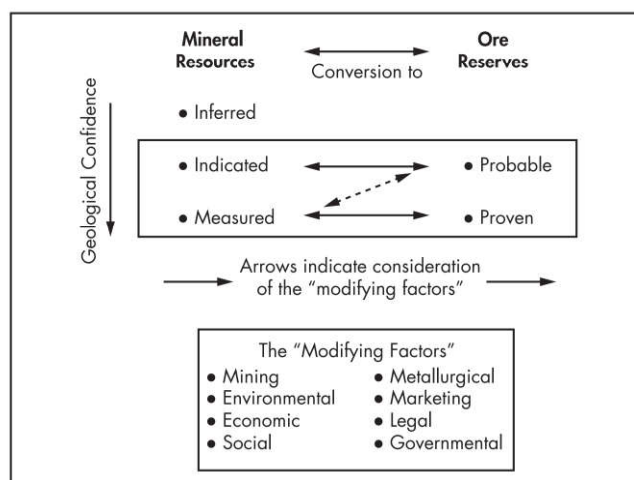 Mineral Resources
Conversion to
Ore Reserves
Geological Confidence
• Inferred
• Indicated
• Probable
• Measured
• Proven
Arrows indicate consideration
of the “modifying factors”
The “Modifying Factors”
• Mining
• Environmental
• Economic
• Social
• Metallurgical
• Marketing
• Legal
• Governmental